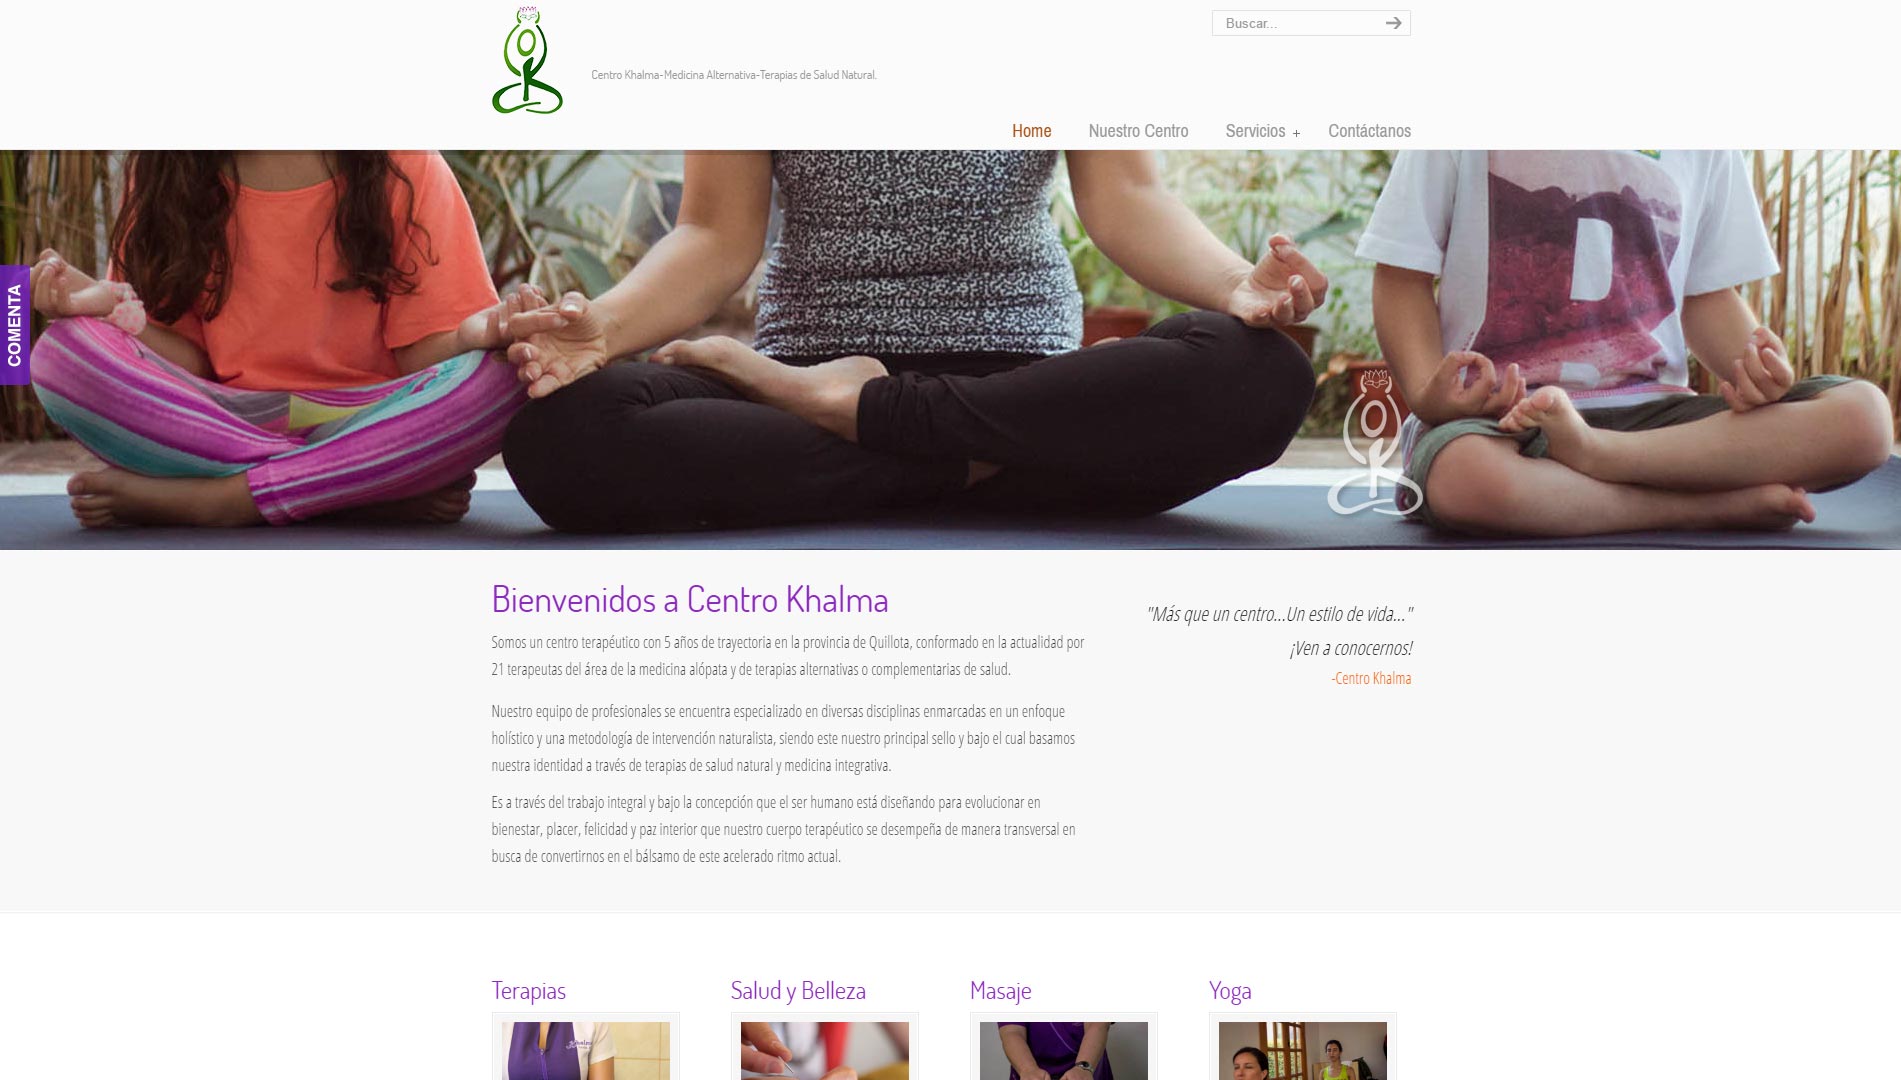 Buscar...
Centro Khalma-Medicina Alternativa-Terapias de Salud Natural.
Home Nuestro Centro Servicios + Contáctanos
COMENTA
D
Bienvenidos a Centro Khalma
Somos un centro terapéutico con 5 años de trayectoria en la provincia de Quillota, conformado en la actualidad por
21 terapeutas del área de la medicina alópata y de terapias alternativas o complementarias de salud.
Nuestro equipo de profesionales se encuentra especializado en diversas disciplinas enmarcadas en un enfoque
holístico y una metodología de intervención naturalista, siendo este nuestro principal sello y bajo el cual basamos
nuestra identidad a través de terapias de salud natural y medicina integrativa.
Es a través del trabajo integral y bajo la concepción que el ser humano está diseñando para evolucionar en
bienestar, placer, felicidad y paz interior que nuestro cuerpo terapéutico se desempeña de manera transversal en
busca de convertirnos en el bálsamo de este acelerado ritmo actual.
"Más que un centro...Un estilo de vida..."
¡Ven a conocernos!
-Centro Khalma
Terapias
Salud y Belleza
Masaje
Yoga